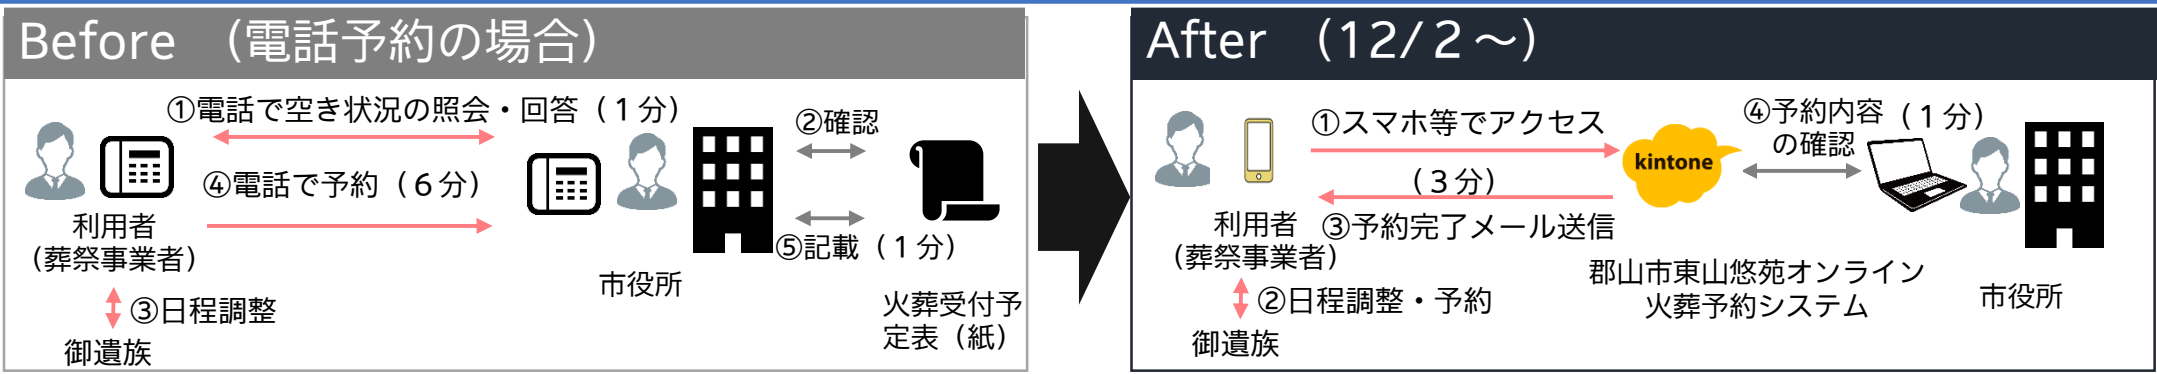 Before （電話予約の場合）
①電話で空き状況の照会・回答（１分）
②確認
④電話で予約（６分）
利用者
（葬祭事業者）
⑤記載（１分）
市役所
火葬受付予
定表（紙）
③日程調整
御遺族
After （12/２～）
①スマホ等でアクセス
kintone
④予約内容
の確認
（１分）
（３分）
③予約完了メール送信
利用者
（葬祭事業者）
郡山市東山悠苑オンライン
火葬予約システム
市役所
②日程調整・予約
御遺族